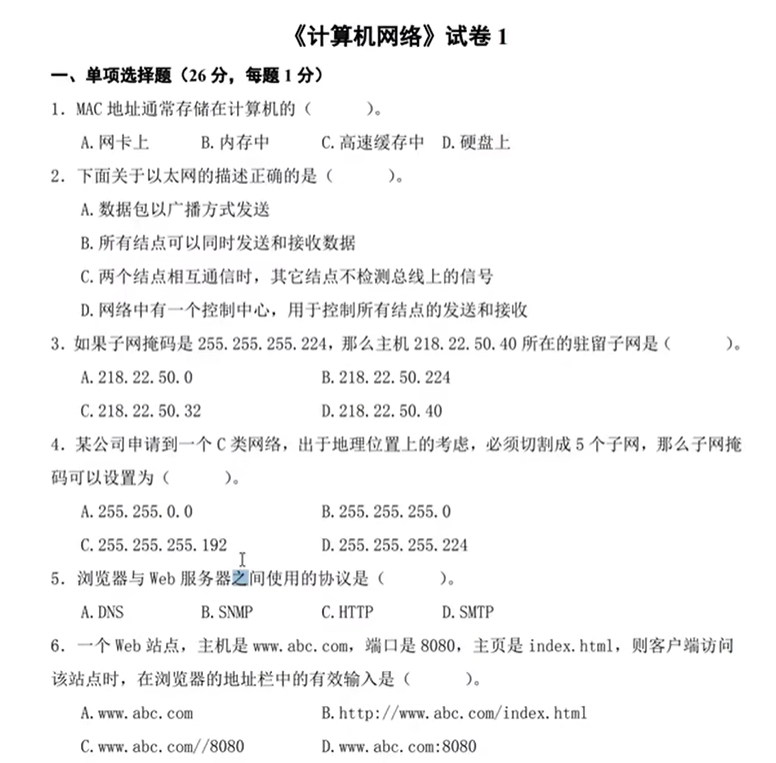 《计算机网络》试卷 1
一、单项选择题（26 分，每题 1 分）
1. MAC 地址通常存储在计算机的（ ）。
A.网卡上 B.内存中 C.高速缓存中 D.硬盘上
2. 下面关于以太网的描述正确的是（ ）。
A.数据包以广播方式发送
B.所有结点可以同时发送和接收数据
C.两个结点相互通信时，其它结点不检测总线上的信号
D.网络中有一个控制中心，用于控制所有结点的发送和接收
3. 如果子网掩码是 255.255.255.224，那么主机 218.22.50.40 所在的驻留子网是（ ）。
A.218.22.50.0 B.218.22.50.224
C.218.22.50.32 D.218.22.50.40
4. 某公司申请到一个 C 类网络，出于地理位置上的考虑，必须切割成 5 个子网，那么子网掩
码可以设置为（ ）。
A.255.255.0.0 B.255.255.255.0
C.255.255.255.192 D.255.255.255.224
5. 浏览器与 Web 服务器之间使用的协议是（ ）。
A.DNS B.SNMP C.HTTP D.SMTP
6. 一个 Web 站点，主机是 www.abc.com，端口是 8080，主页是 index.html，则客户端访问
该站点时，在浏览器的地址栏中的有效输入是（ ）。
A.www.abc.com B.http://www.abc.com/index.html
C.www.abc.com//8080 D.www.abc.com:8080